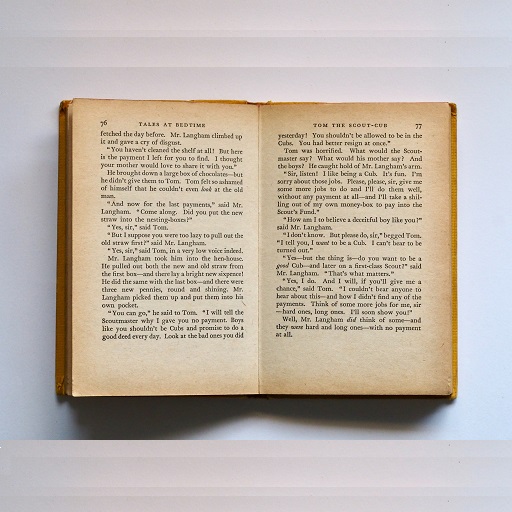 76
TALES AT BEDTIME
fetched the day before. Mr. Langham climbed up
it and gave a cry of disgust.
"You haven't cleaned the shelf at all! But here
is the payment I left for you to find. I thought
your mother would love to share it with you."
He brought down a large box of chocolates—but
he didn't give them to Tom. Tom felt so ashamed
of himself that he couldn't even look at the old
man.
"And now for the last payments," said Mr.
Langham. "Come along. Did you put the new
straw into the nesting-boxes?"
"Yes, sir," said Tom.
"But I suppose you were too lazy to pull out the
old straw first?" said Mr. Langham.
"Yes, sir," said Tom, in a very low voice indeed.
Mr. Langham took him into the hen-house.
He pulled out both the new and old straw from
the first box—and there lay a bright new sixpence!
He did the same with the box—and there were
three new pennies, round and shining. Mr.
Langham picked them up and put them into his
own pocket.
"You can go," he said to Tom. "I will tell the
Scoutmaster why I gave you no payment. Boys
like you shouldn't be Cubs and promise to do a
good deed every day. Look at the bad ones you did
TOM THE SCOUT-CUB
77
yesterday! You shouldn't be allowed to be in the
Cubs. You had better resign at once."
Tom was horrified. What would the Scout-
master say? What would his mother say? And
the boys? He caught hold of Mr. Langham's arm.
"Sir, listen! I like being a Cub. It's fun. I'm
sorry about those jobs. Please, please, sir, give me
some more jobs to do and I'll do them well,
without any payment at all—and I'll take a shil-
ling out of my own money-box to pay into the
Scout's Fund."
"How am I to believe a deceitful boy like you?"
said Mr. Langham.
"I don't know. But please do, sir," begged Tom.
"I tell you, I want to be a Cub. I can't bear to be
turned out."
"Yes—but the thing is—do you want to be a
good Cub—and later on a first-class Scout?" said
Mr. Langham. "That's what matters."
"Yes, I do. And I will, if you'll give me a
chance," said Tom. "I couldn't bear anyone to
hear about this—and how I didn't find any of the
payments. Think of some more jobs for me, sir
—hard ones, long ones. I'll soon show you!"
Well, Mr. Langham did think of some—and
they were hard and long ones—with no payment
at all.